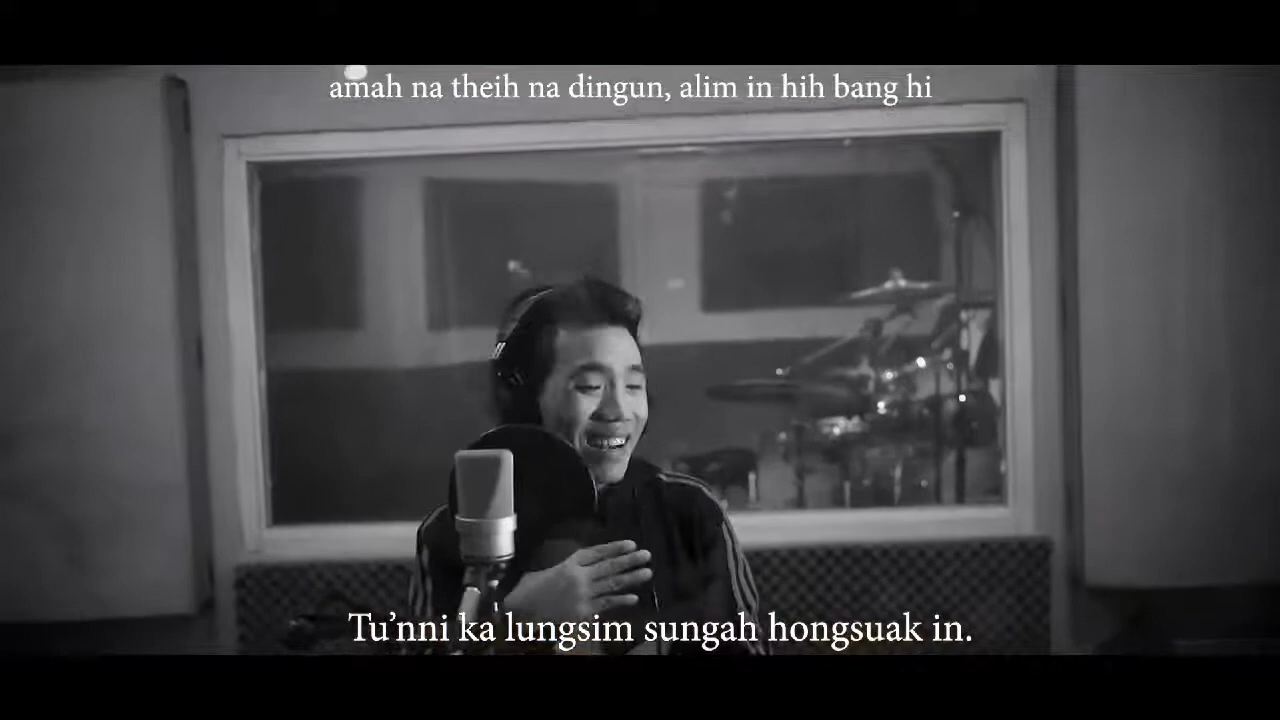 amah na theih na dingun, alim in hih bang hi
Tu’nni ka lungsim sungah hongsuak in.